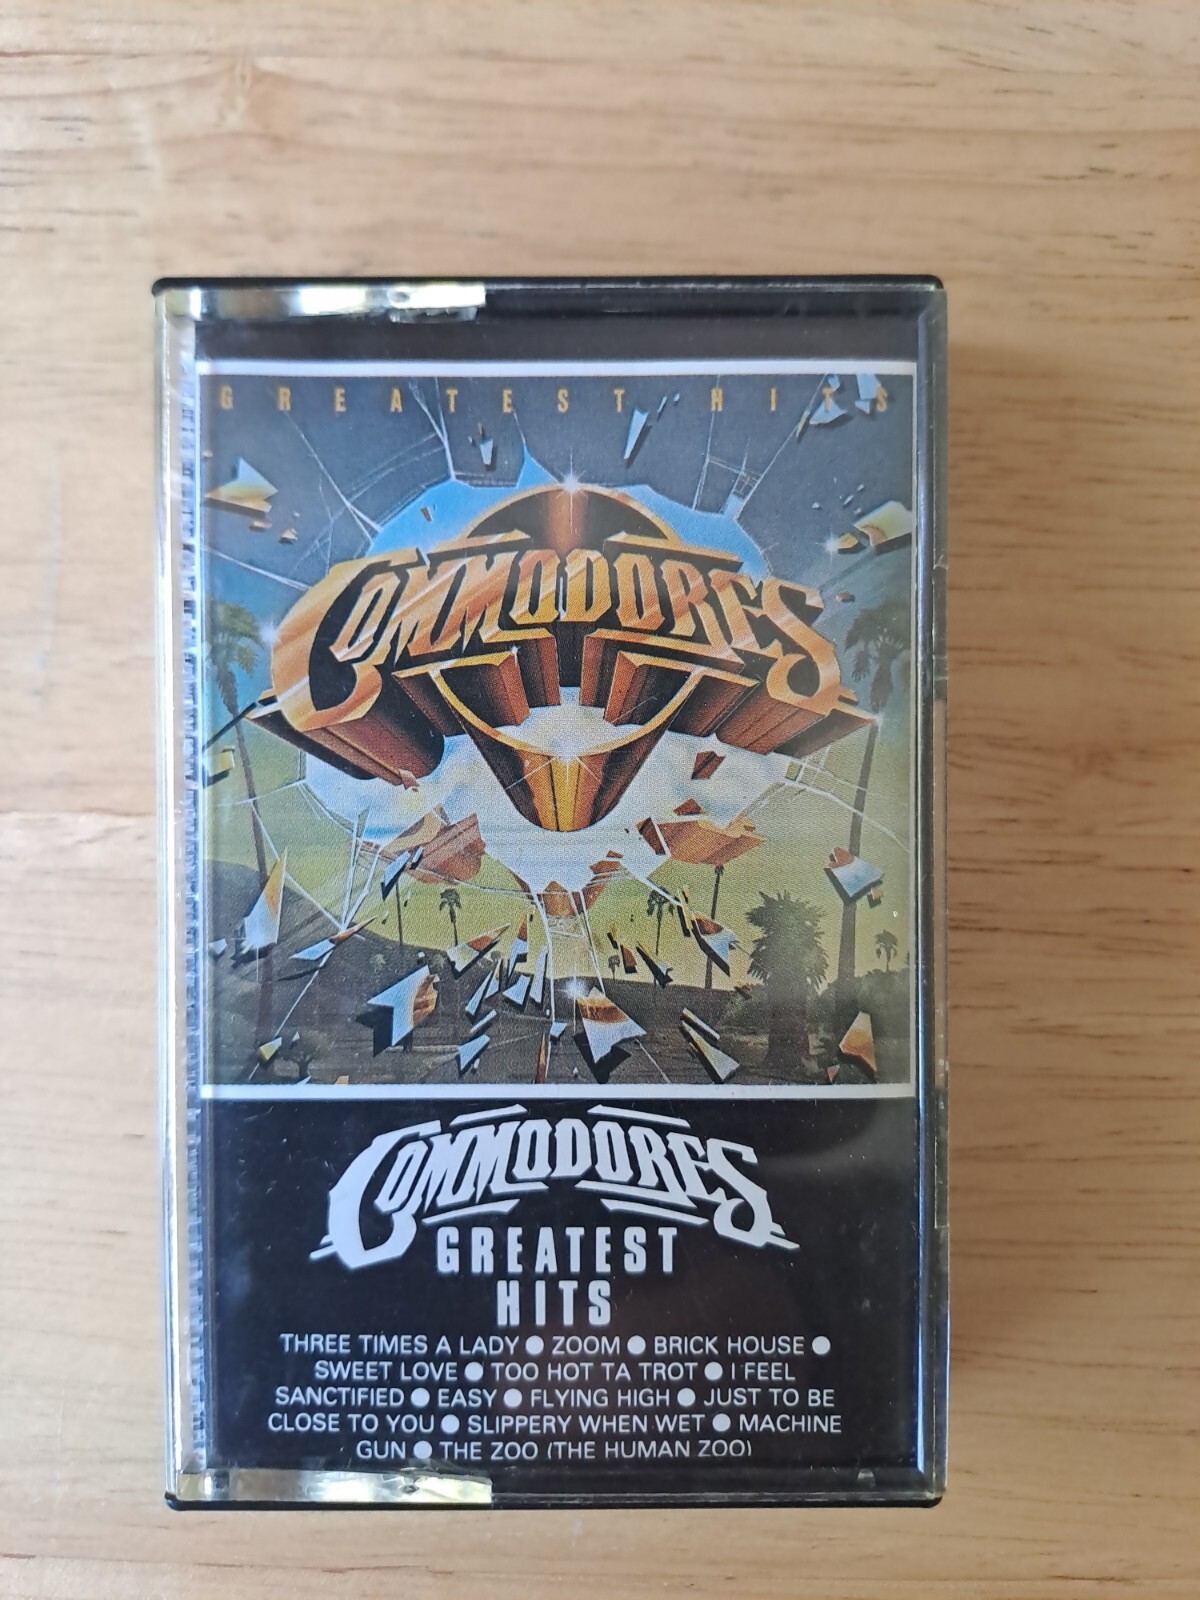 GREATEST HITS
COMMODORES
COMMODORES
GREATEST
HITS
THREE TIMES A LADY ● ZOOM ● BRICK HOUSE ●
SWEET LOVE ● TOO HOT TA TROT ● I FEEL
SANCTIFIED ● EASY ● FLYING HIGH ● JUST TO BE
CLOSE TO YOU ● SLIPPERY WHEN WET ● MACHINE
GUN ● THE ZOO (THE HUMAN ZOO)